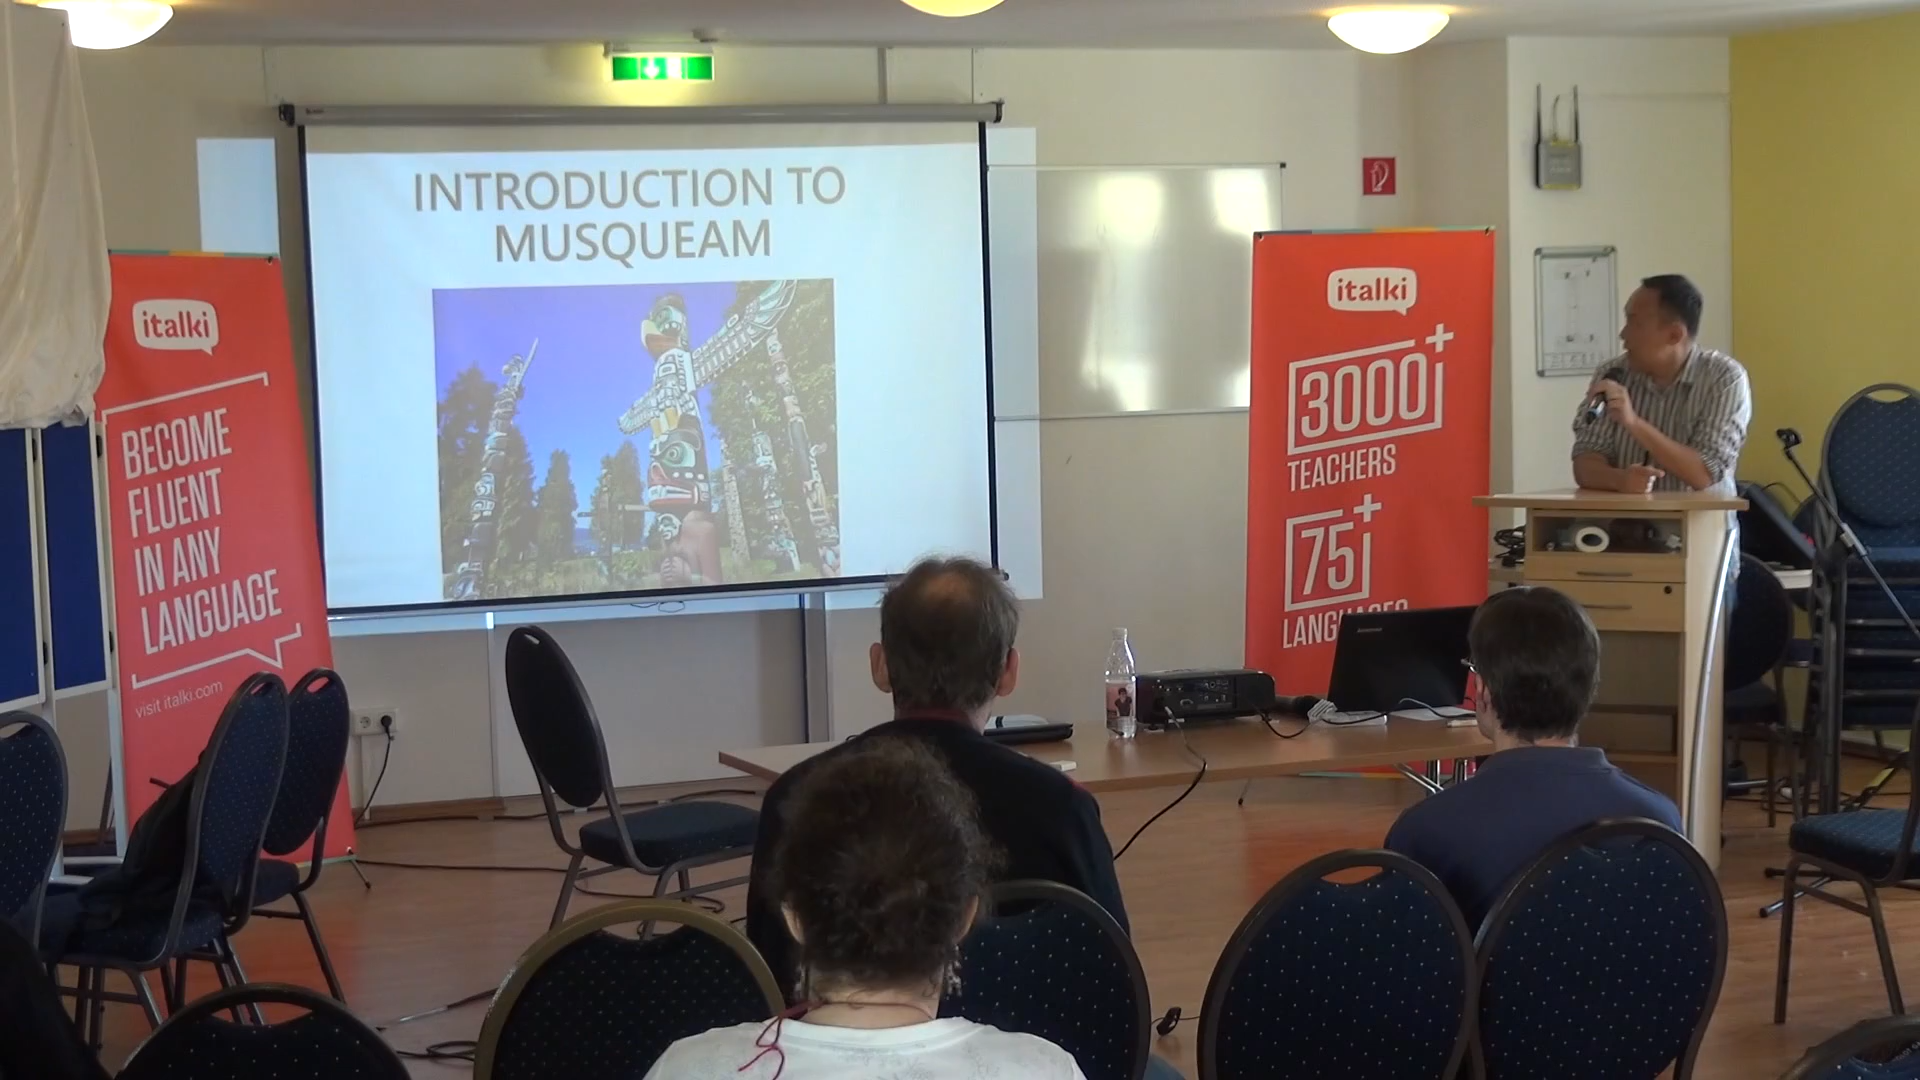 INTRODUCTION TO
MUSQUEAM
italki
BECOME
FLUENT
IN ANY
LANGUAGE
visit italki.com
italki
3000+
TEACHERS
75+
LANGUAGES